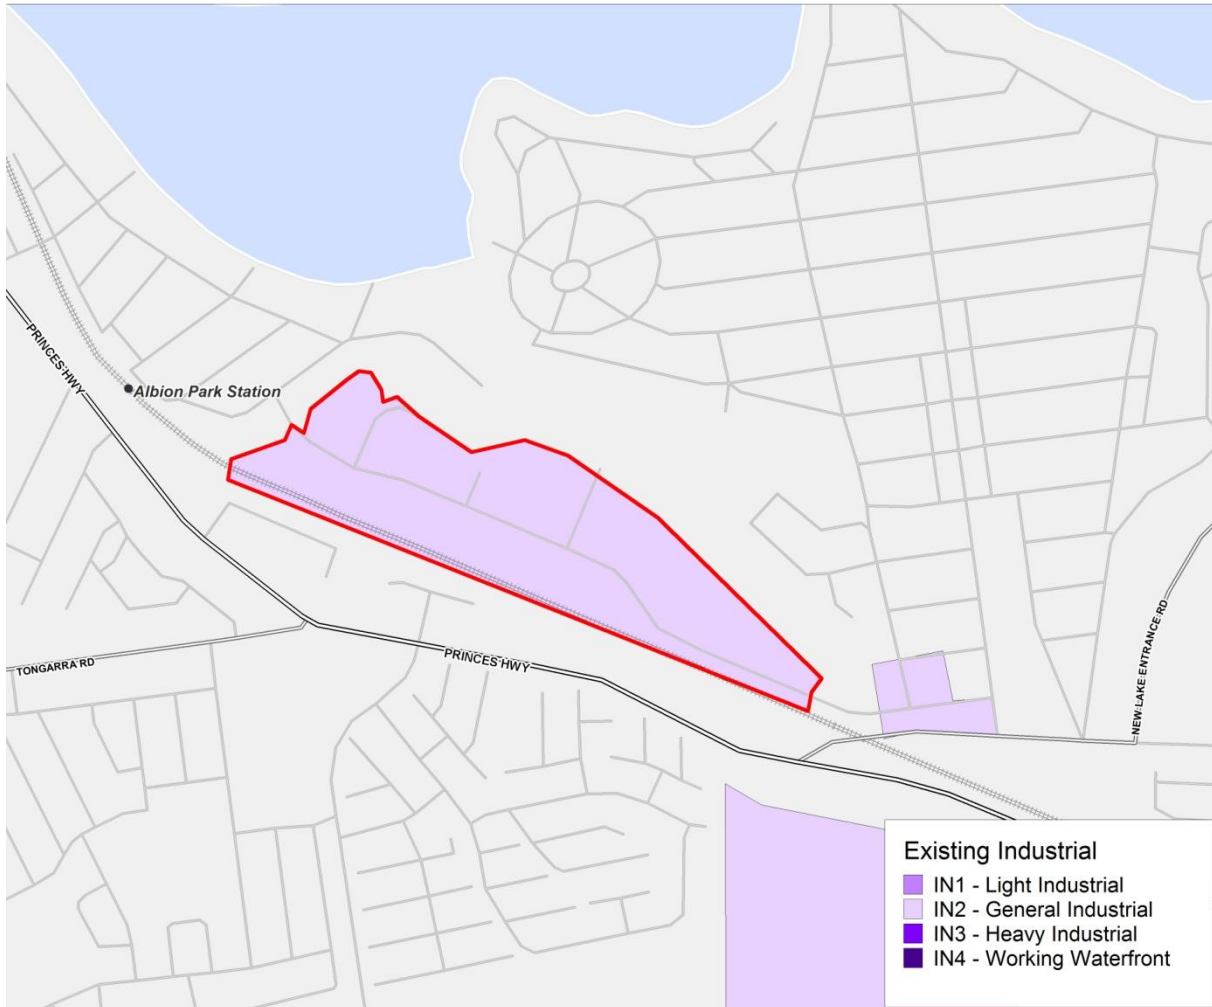 PRINCES HWY
Albion Park Station
TONGARRA RD
PRINCES HWY
NEW LAKE ENTRANCE RD
Existing Industrial
IN1 - Light Industrial
IN2 - General Industrial
IN3 - Heavy Industrial
IN4 - Working Waterfront